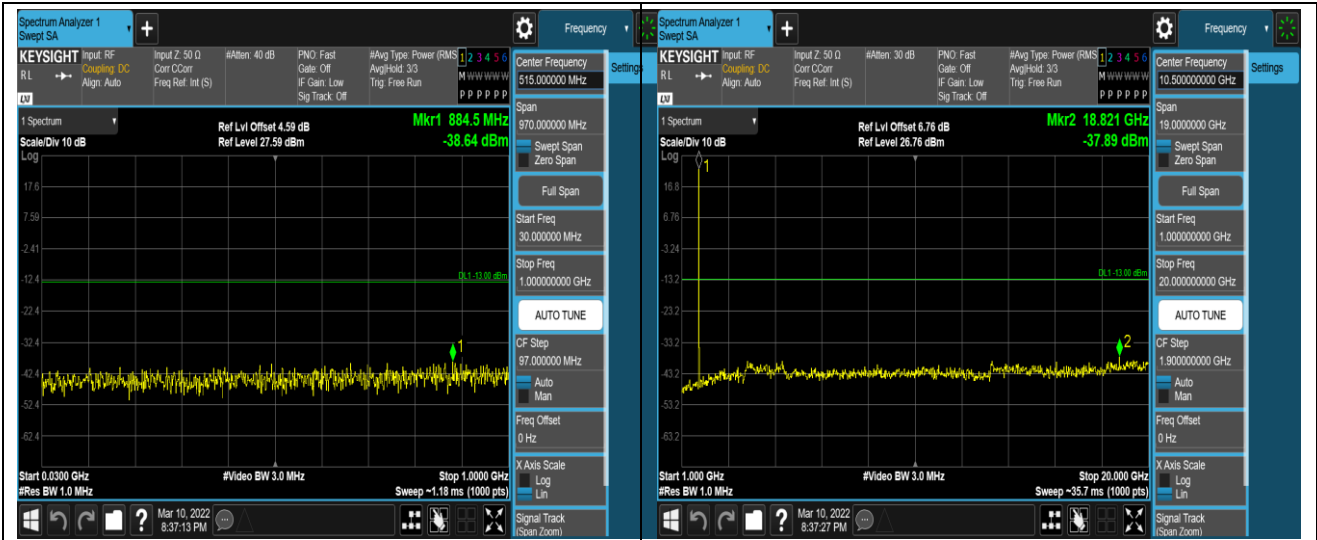 Spectrum Analyzer 1
Swept SA
+
Frequency
KEYSIGHT
Input: RF
Input Z: 50 Ω
#Atten: 40 dB
PNO: Fast
#Avg Type: Power (RMS
1 2 3 4 5 6
RL
Coupling: DC
Corr CCorr
Gate: Off
Avg|Hold: 3/3
M W W W W W
Align: Auto
Freq Ref: Int (S)
IF Gain: Low
Trig: Free Run
Sig Track: Off
P P P P P P
LXI
Center Frequency
515.000000 MHz
Settings
1 Spectrum
Ref Lvl Offset 4.59 dB
Mkr1 884.5 MHz
Scale/Div 10 dB
Ref Level 27.59 dBm
-38.64 dBm
Log
17.6
7.59
-2.41
-12.4
-22.4
-32.4
-42.4
-52.4
-62.4
DL1 -13.00 dBm
1
Start 0.0300 GHz
#Video BW 3.0 MHz
Stop 1.0000 GHz
#Res BW 1.0 MHz
Sweep ~1.18 ms (1000 pts)
Span
970.000000 MHz
Swept Span
Zero Span
Full Span
Start Freq
30.000000 MHz
Stop Freq
1.000000000 GHz
AUTO TUNE
CF Step
97.000000 MHz
Auto
Man
Freq Offset
0 Hz
X Axis Scale
Log
Lin
Signal Track
(Span Zoom)
?
Mar 10, 2022
8:37:13 PM
Spectrum Analyzer 1
Swept SA
+
Frequency
KEYSIGHT
Input: RF
Input Z: 50 Ω
#Atten: 30 dB
PNO: Fast
#Avg Type: Power (RMS
1 2 3 4 5 6
RL
Coupling: DC
Corr CCorr
Gate: Off
Avg|Hold: 3/3
M W W W W W
Align: Auto
Freq Ref: Int (S)
IF Gain: Low
Trig: Free Run
Sig Track: Off
P P P P P P
LXI
Center Frequency
10.500000000 GHz
Settings
1 Spectrum
Ref Lvl Offset 6.76 dB
Mkr2 18.821 GHz
Scale/Div 10 dB
Ref Level 26.76 dBm
-37.89 dBm
Log
1
16.8
6.76
-3.24
-13.2
-23.2
-33.2
-43.2
-53.2
-63.2
DL1 -13.00 dBm
2
Start 1.000 GHz
#Video BW 3.0 MHz
Stop 20.000 GHz
#Res BW 1.0 MHz
Sweep ~35.7 ms (1000 pts)
Span
19.0000000 GHz
Swept Span
Zero Span
Full Span
Start Freq
1.000000000 GHz
Stop Freq
20.000000000 GHz
AUTO TUNE
CF Step
1.900000000 GHz
Auto
Man
Freq Offset
0 Hz
X Axis Scale
Log
Lin
Signal Track
(Span Zoom)
?
Mar 10, 2022
8:37:27 PM